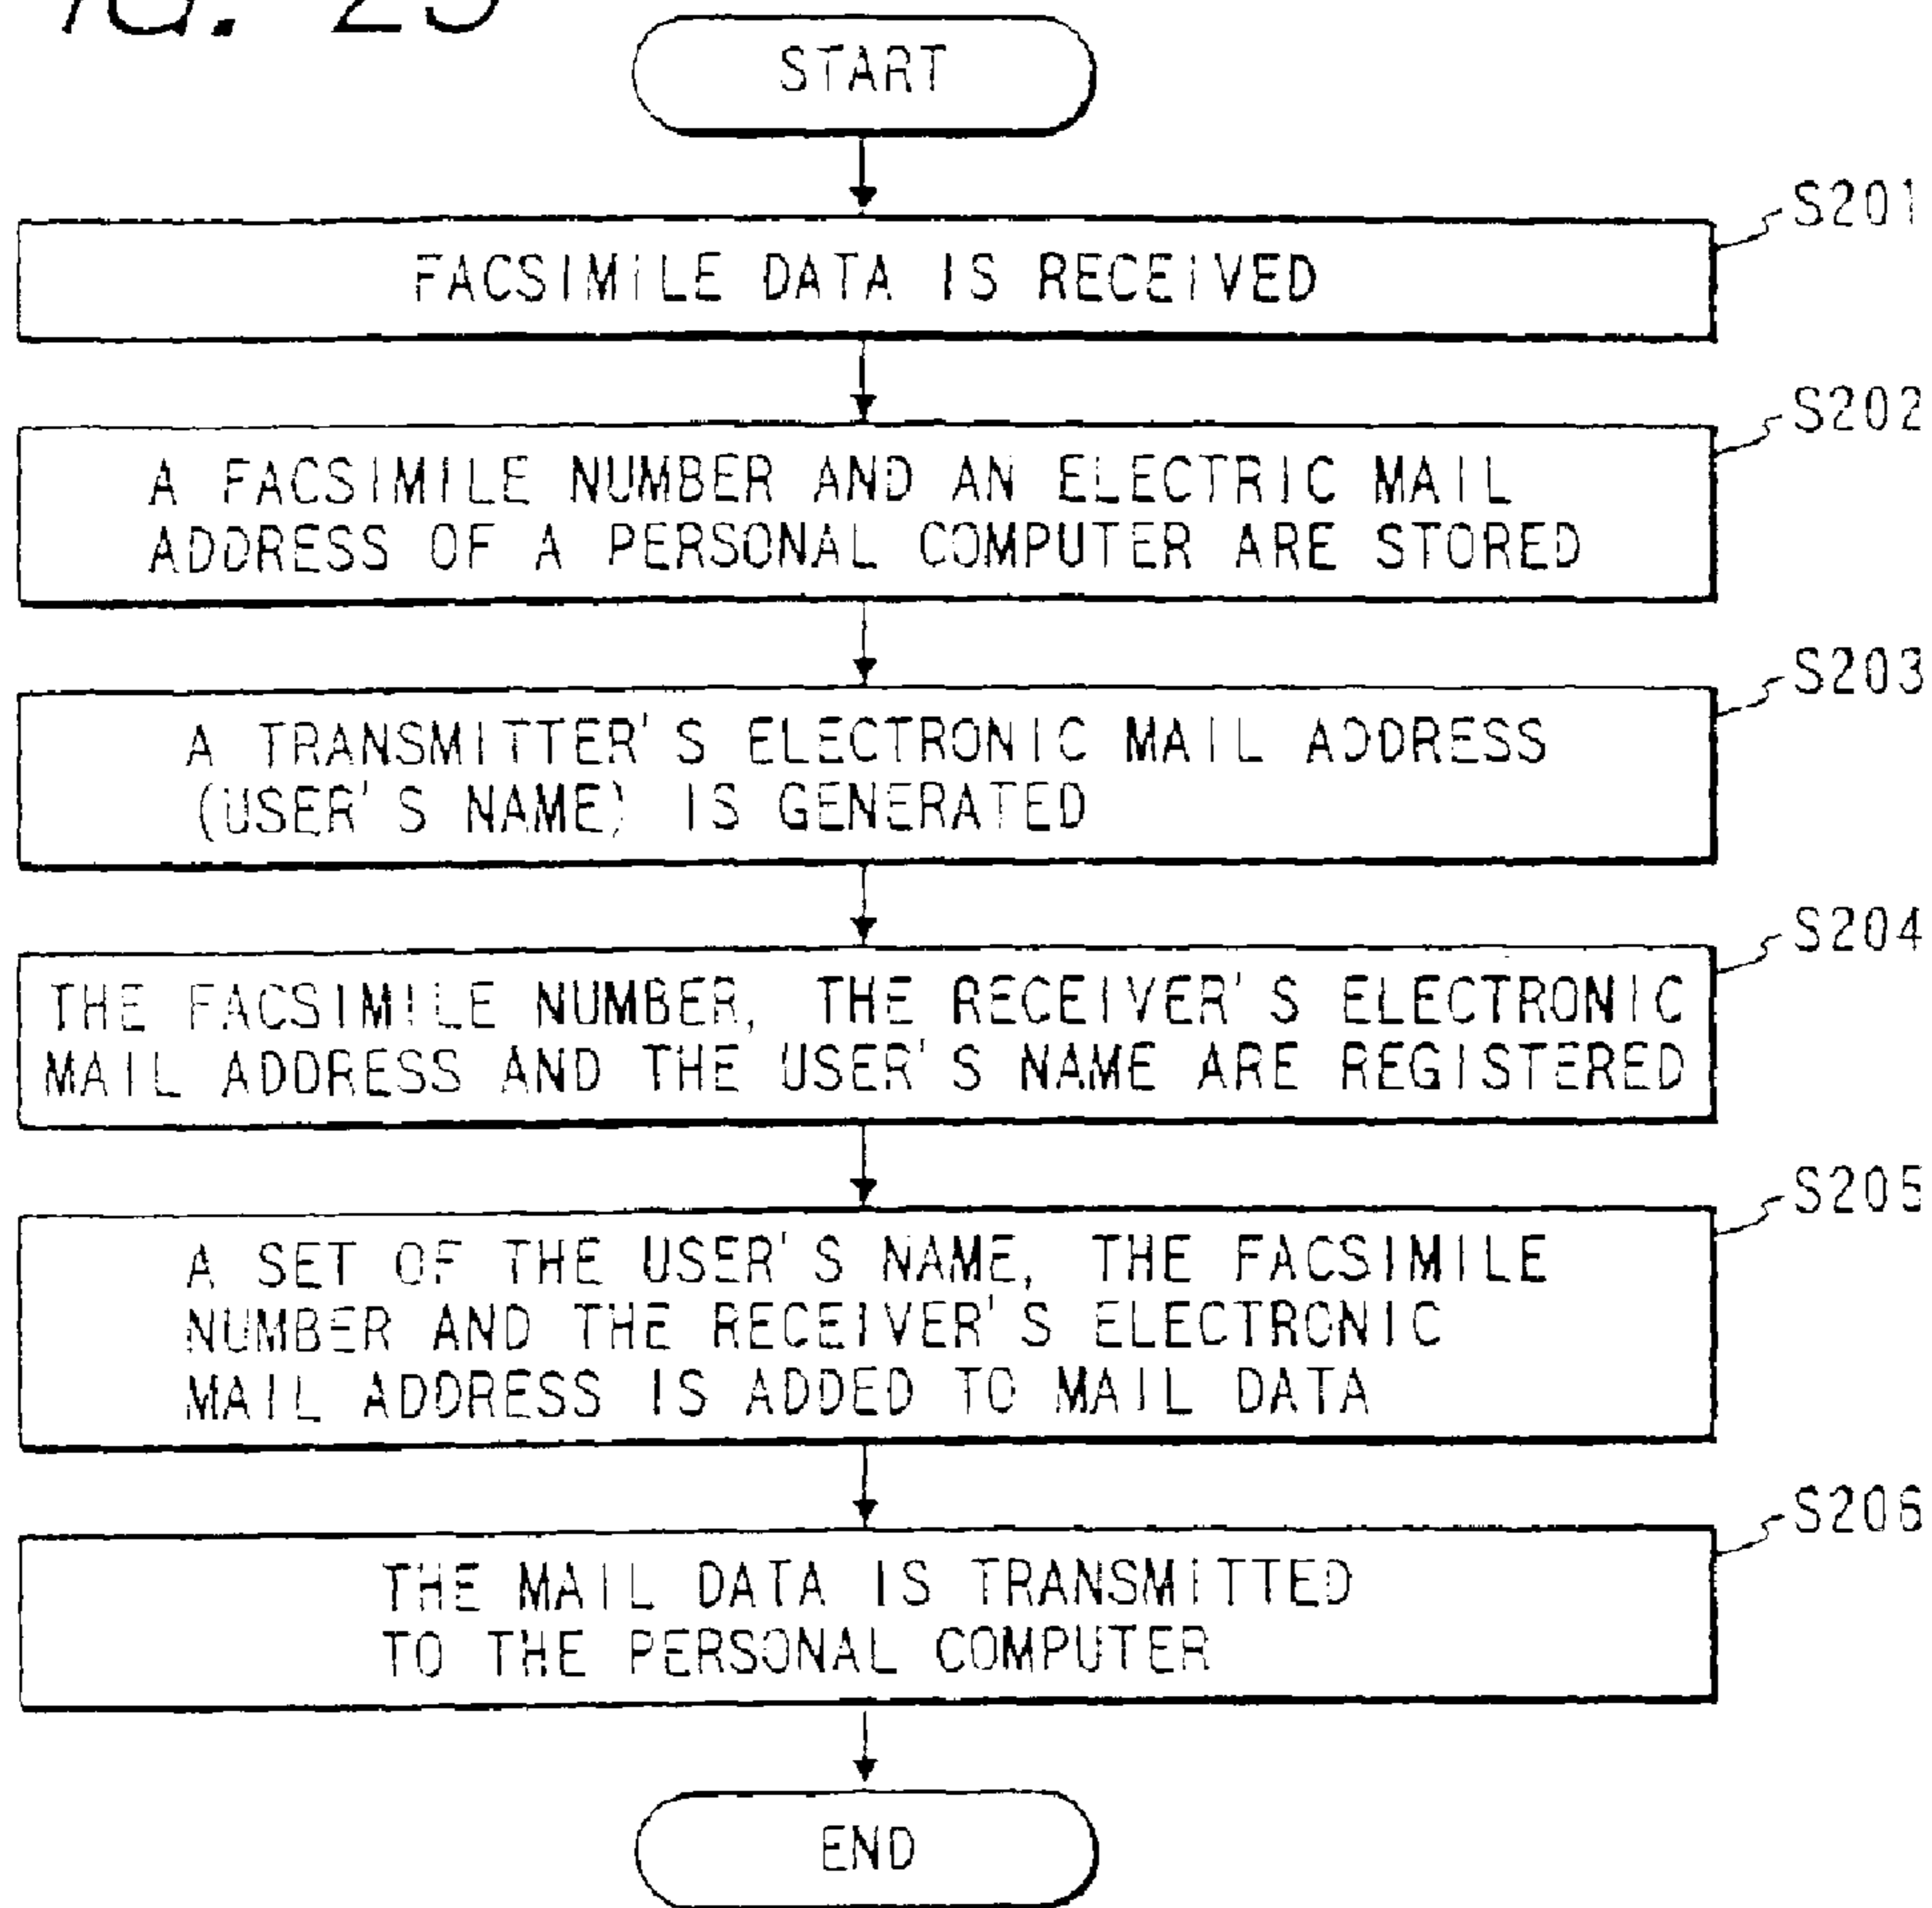 START
S201
FACSIMILE DATA IS RECEIVED
S202
A FACSIMILE NUMBER AND AN ELECTRIC MAIL
ADDRESS OF A PERSONAL COMPUTER ARE STORED
S203
A TRANSMITTER'S ELECTRONIC MAIL ADDRESS
(USER'S NAME) IS GENERATED
S204
THE FACSIMILE NUMBER, THE RECEIVER'S ELECTRONIC
MAIL ADDRESS AND THE USER'S NAME ARE REGISTERED
S205
A SET OF THE USER'S NAME, THE FACSIMILE
NUMBER AND THE RECEIVER'S ELECTRONIC
MAIL ADDRESS IS ADDED TO MAIL DATA
S206
THE MAIL DATA IS TRANSMITTED
TO THE PERSONAL COMPUTER
END